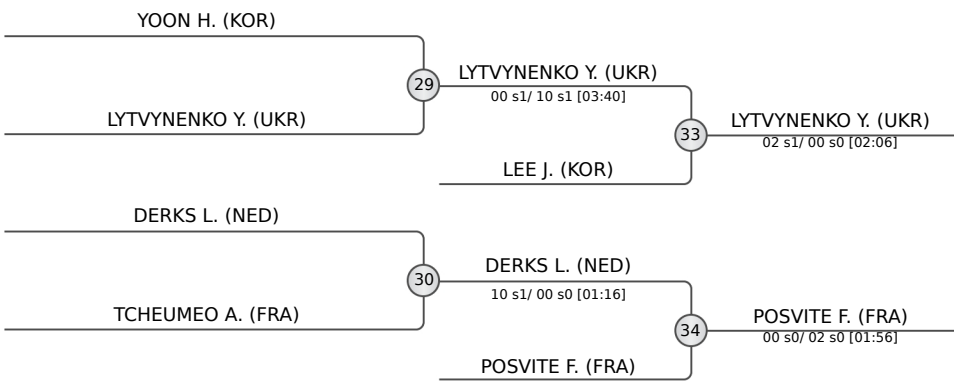 YOON H. (KOR)
29
LYTVYNENKO Y. (UKR)
LYTVYNENKO Y. (UKR)
00 s1/ 10 s1 [03:40]
33
LEE J. (KOR)
LYTVYNENKO Y. (UKR)
02 s1/ 00 s0 [02:06]
DERKS L. (NED)
30
TCHEUMEO A. (FRA)
DERKS L. (NED)
10 s1/ 00 s0 [01:16]
34
POSVITE F. (FRA)
POSVITE F. (FRA)
00 s0/ 02 s0 [01:56]